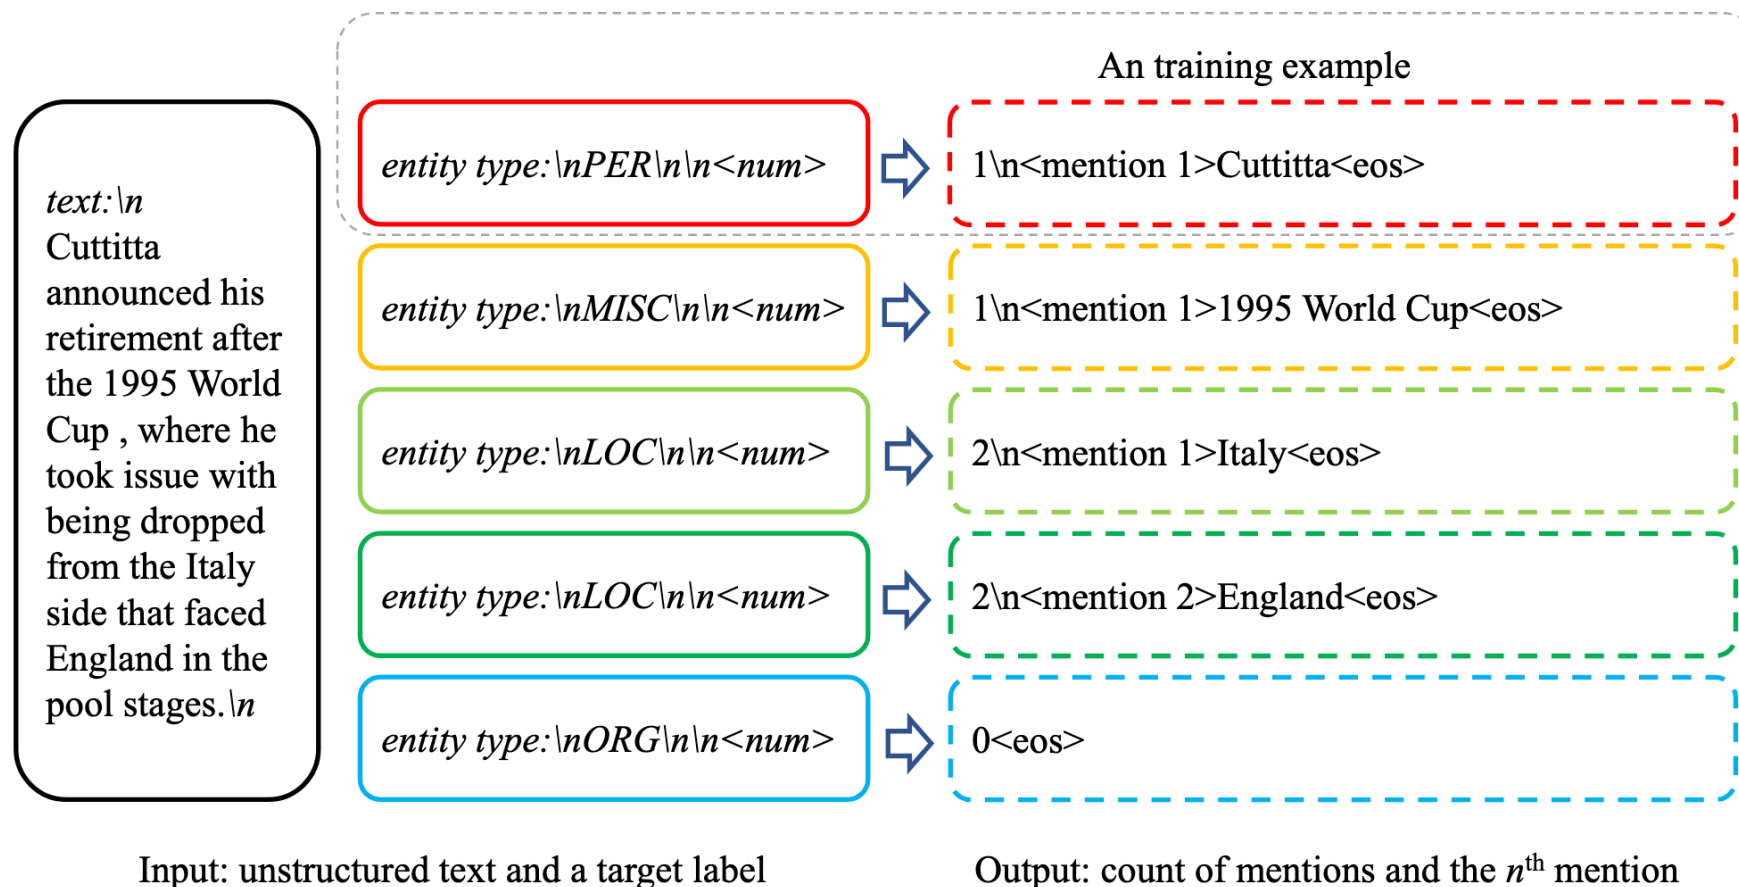 An training example
text:\n
Cuttitta
announced his
retirement after
the 1995 World
Cup , where he
took issue with
being dropped
from the Italy
side that faced
England in the
pool stages.\n
entity type:\nPER\n\n<num>
1\n<mention 1>Cuttitta<eos>
entity type:\nMISC\n\n<num>
1\n<mention 1>1995 World Cup<eos>
entity type:\nLOC\n\n<num>
2\n<mention 1>Italy<eos>
entity type:\nLOC\n\n<num>
2\n<mention 2>England<eos>
entity type:\nORG\n\n<num>
0<eos>
Input: unstructured text and a target label
Output: count of mentions and the nth mention